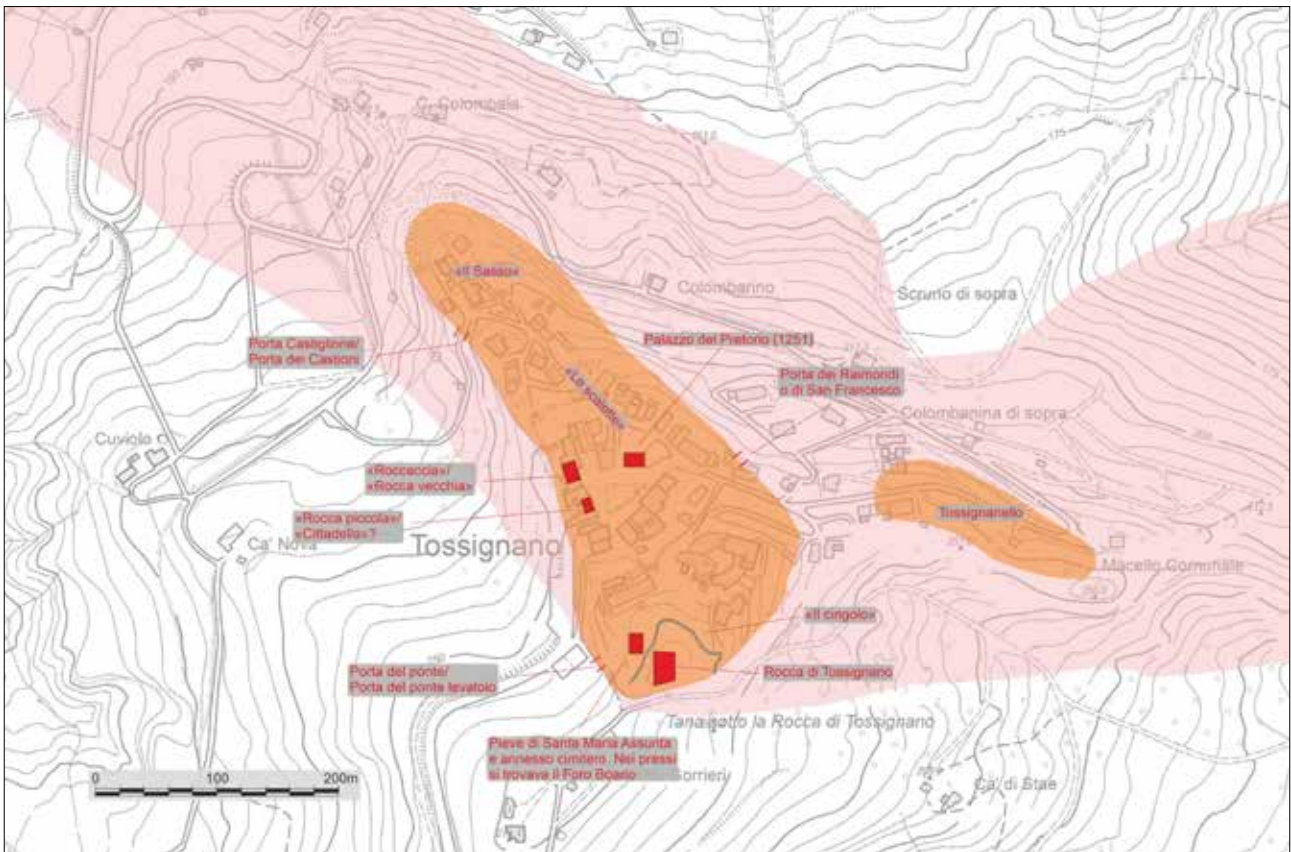 C. Colombaia
175
«Il Sasso»
Colombarino
Scruno di sopra
Porta Castiglione/
Porta dei Castioni
Palazzo del Pretorio (1251)
Porta dei Raimondi
o di San Francesco
Colombanina di sopra
Cuviolo
«Roccaccia»/
«Rocca vecchia»
Tossignanello
«Rocca piccola»/
«Cittadella»?
Ca' Nova
Tossignano
Macello Comunale
«Il cingolo»
150
Porta del ponte/
Porta del ponte levatoio
Rocca di Tossignano
Tana sotto la Rocca di Tossignano
Pieve di Santa Maria Assunta
e annesso cimitero. Nei pressi
si trovava il Foro Boario
Sorrieri
Ca' di Stae
0 100 200m